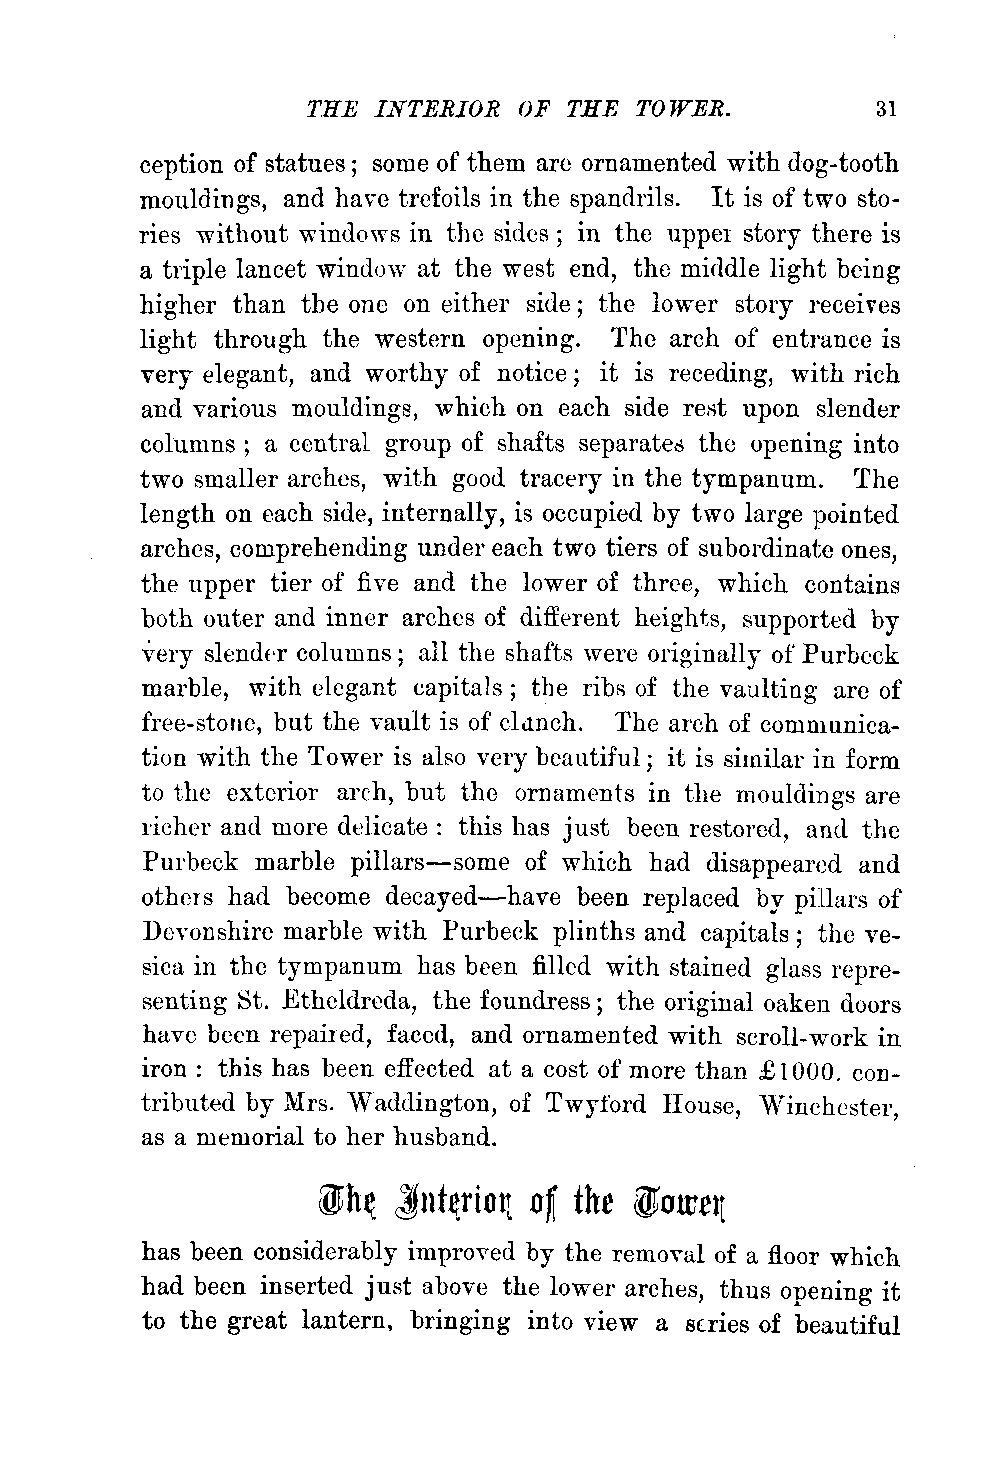 THE INTERIOR OF THE TOWER. 31
ception of statues; some of them are ornamented with dog-tooth
mouldings, and have trefoils in the spandrils. It is of two sto-
ries without windows in the sides; in the upper story there is
a triple lancet window at the west end, the middle light being
higher than the one on either side; the lower story receives
light through the western opening. The arch of entrance is
very elegant, and worthy of notice; it is receding, with rich
and various mouldings, which on each side rest upon slender
columns; a central group of shafts separates the opening into
two smaller arches, with good tracery in the tympanum. The
length on each side, internally, is occupied by two large pointed
arches, comprehending under each two tiers of subordinate ones,
the upper tier of five and the lower of three, which contains
both outer and inner arches of different heights, supported by
very slender columns; all the shafts were originally of Purbeck
marble, with elegant capitals; the ribs of the vaulting are of
free-stone, but the vault is of clunch. The arch of communica-
tion with the Tower is also very beautiful; it is similar in form
to the exterior arch, but the ornaments in the mouldings are
richer and more delicate: this has just been restored, and the
Purbeck marble pillars—some of which had disappeared and
others had become decayed—have been replaced by pillars of
Devonshire marble with Purbeck plinths and capitals; the ve-
sica in the tympanum has been filled with stained glass repre-
senting St. Etheldreda, the foundress; the original oaken doors
have been repaired, faced, and ornamented with scroll-work in
iron: this has been effected at a cost of more than £1000. con-
tributed by Mrs. Waddington, of Twyford House, Winchester,
as a memorial to her husband.
The Interior of the Tower
has been considerably improved by the removal of a floor which
had been inserted just above the lower arches, thus opening it
to the great lantern, bringing into view a series of beautiful